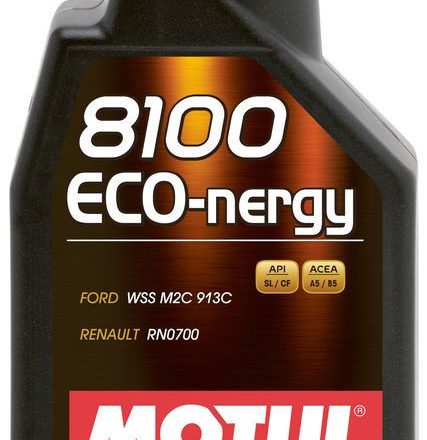 8100
ECO-nergy
API
SL / CF
ACEA
A5 / B5
FORD WSS M2C 913C
RENAULT RN0700
MOTUL®